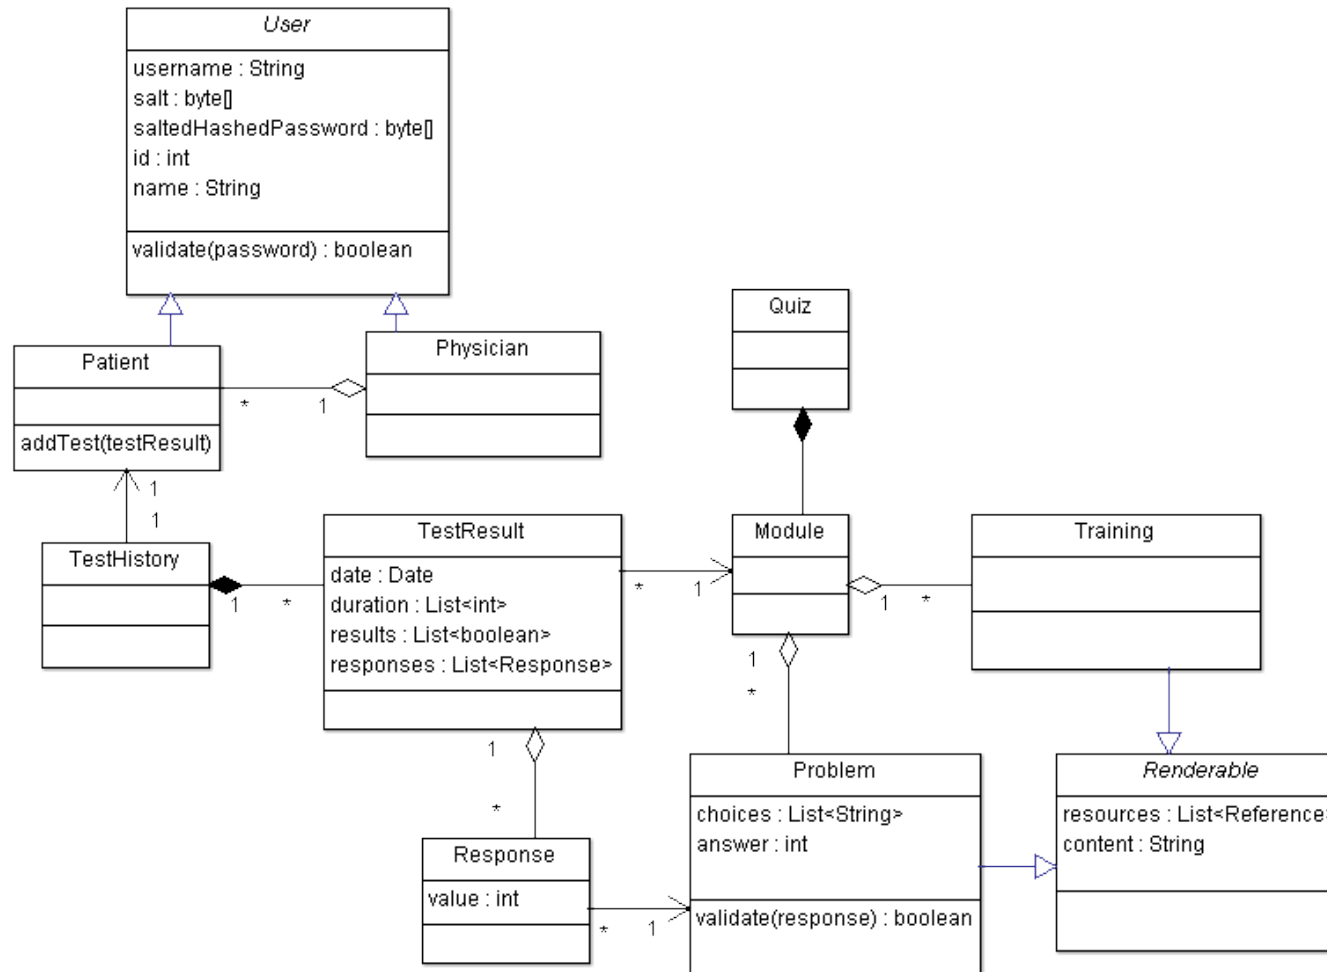 User
username : String
salt : byte[]
saltedHashedPassword : byte[]
id : int
name : String
validate(password) : boolean
Quiz
Patient
addTest(testResult)
Physician
*
1
1
1
TestHistory
1
*
TestResult
date : Date
duration : List<int>
results : List<boolean>
responses : List<Response>
*
1
Module
1
*
Training
1
*
1
*
Response
value : int
*
1
Problem
choices : List<String>
answer : int
validate(response) : boolean
Renderable
resources : List<Reference>
content : String